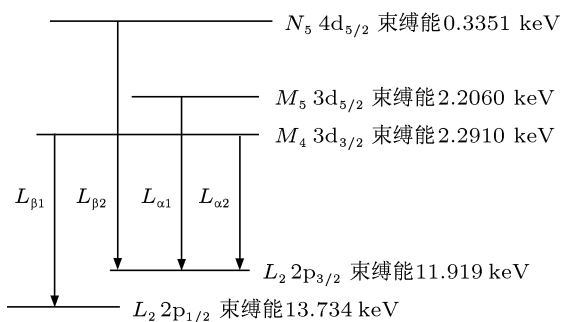 N₅ 4d₅/₂ 束缚能0.3351 keV
M₅ 3d₅/₂ 束缚能2.2060 keV
M₄ 3d₃/₂ 束缚能2.2910 keV
Lβ1 Lβ2 Lα1 Lα2
L₂ 2p₃/₂ 束缚能11.919 keV
L₂ 2p₁/₂ 束缚能13.734 keV